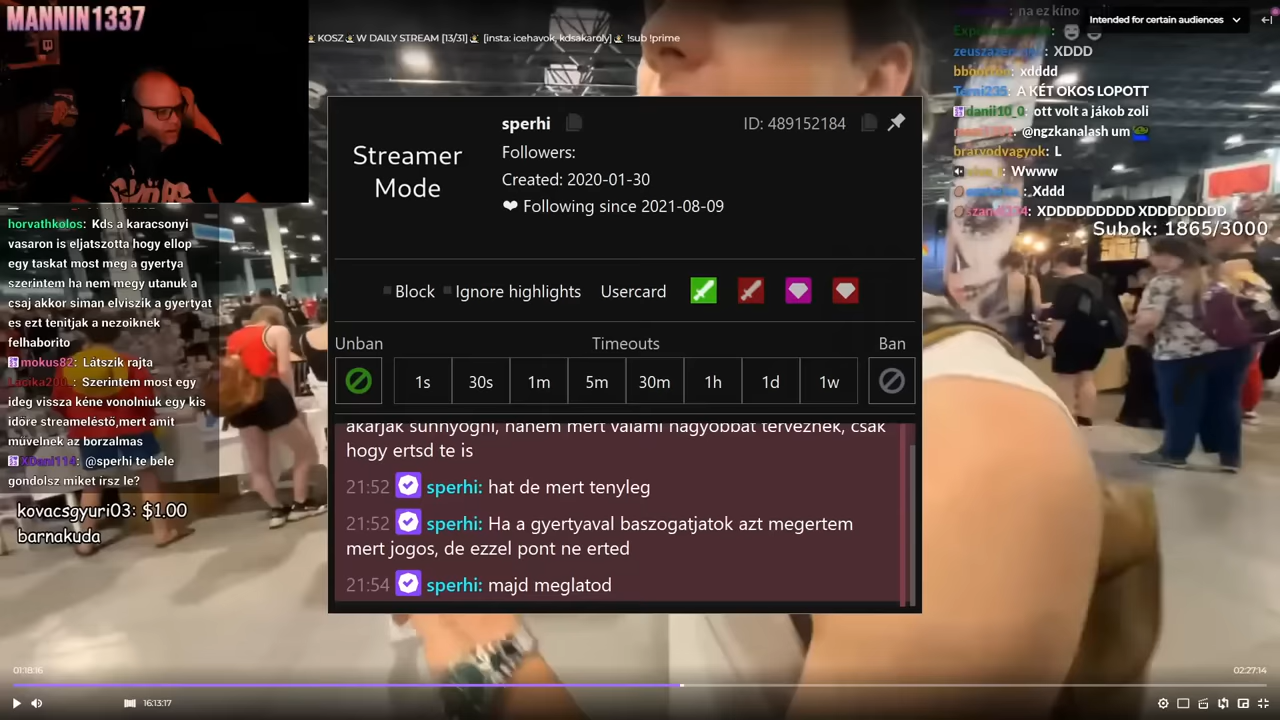 MANNIN1337
KOSZ W DAILY STREAM [13/31] [insta: icehavok, kdsakaroly] !sub !prime
Intended for certain audiences
na ez kíno
zeuszazen
XDDD
xdddd
A KÉT OKOS LOPOTT
danii10_0: ott volt a jákob zoli
@ngzkanalash um
bratvodvagyok: L
Wwww
Xddd
XDDDDDDDDD XDDDDDDDD
Subok: 1865/3000
horvathkolos: Kds a karacsonyi
vasaron is eljatszotta hogy ellop
egy taskat most meg a gyertya
szerintem ha nem megy utanuk a
csaj akkor siman elviszik a gyertyat
es ezt tenitjak a nezoiknek
felhaborito
mokus82: Látszik rajta
Szerintem most egy
ideg vissza kéne vonolniuk egy kis
időre streameléstö,mert amit
művelnek az borzalmas
XDani114: @sperhi te bele
gondolsz miket irsz le?
kovacsgyuri03: $1.00
barnakuda
Streamer
Mode
sperhi
ID: 489152184
Followers:
Created: 2020-01-30
❤ Following since 2021-08-09
Block Ignore highlights Usercard
Unban Timeouts Ban
1s 30s 1m 5m 30m 1h 1d 1w
akarjak sunnyogni, hanem mert valami nagyobbat terveznek, csak
hogy ertsd te is
21:52 sperhi: hat de mert tenyleg
21:52 sperhi: Ha a gyertyaval baszogatjatok azt megertem
mert jogos, de ezzel pont ne erted
21:54 sperhi: majd meglatod
01:18:16
02:27:14
16:13:17